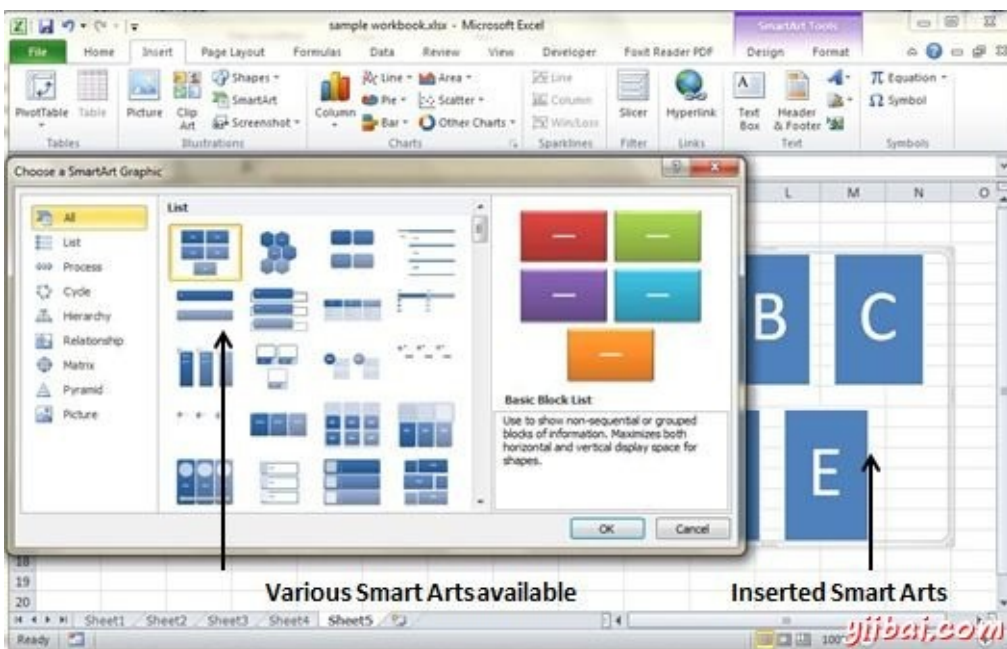 sample workbook.xlsx - Microsoft Excel
SmartArt Tools
File Home Insert Page Layout Formulas Data Review View Developer Foxit Reader PDF Design Format
PivotTable Table Picture Clip Art Shapes SmartArt Screenshot Column Line Pie Bar Area Scatter Other Charts Line Column Win/Loss Slicer Hyperlink Text Box Header & Footer Equation Symbol
Tables Illustrations Charts Sparklines Filter Links Text Symbols
Choose a SmartArt Graphic
All
List
Process
Cycle
Hierarchy
Relationship
Matrix
Pyramid
Picture
List
Basic Block List
Use to show non-sequential or grouped
blocks of information. Maximizes both
horizontal and vertical display space for
shapes.
OK Cancel
L M N O
B C
E
18
19
20
Various Smart Arts available
Inserted Smart Arts
Sheet1 Sheet2 Sheet3 Sheet4 Sheet5
Ready
100%
yiibai.com